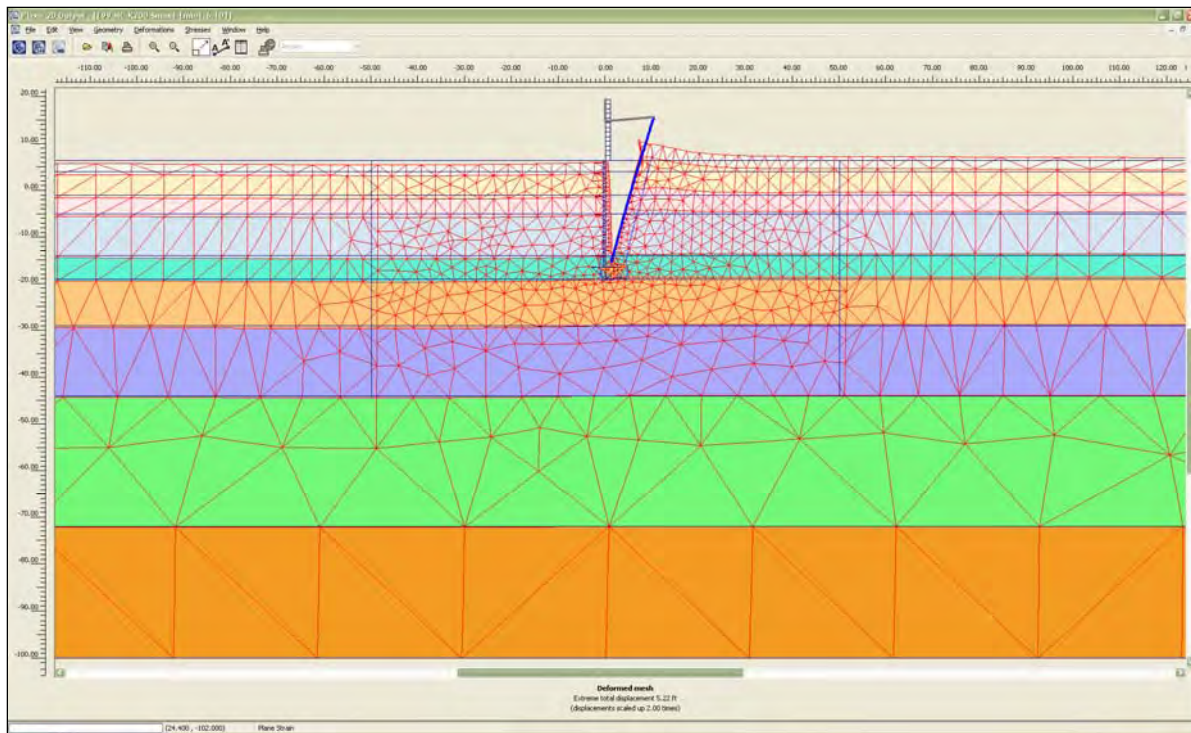 File Edit View Geometry Deformations Stresses Window Help
-110.00 -100.00 -90.00 -80.00 -70.00 -60.00 -50.00 -40.00 -30.00 -20.00 -10.00 0.00 10.00 20.00 30.00 40.00 50.00 60.00 70.00 80.00 90.00 100.00 110.00 120.00
20.00
10.00
0.00
-10.00
-20.00
-30.00
-40.00
-50.00
-60.00
-70.00
-80.00
-90.00
-100.00
Deformed mesh
Extreme total displacement 5.22 ft
(displacements scaled up 2.00 times)
(24.400 , -102.000) Plane Strain